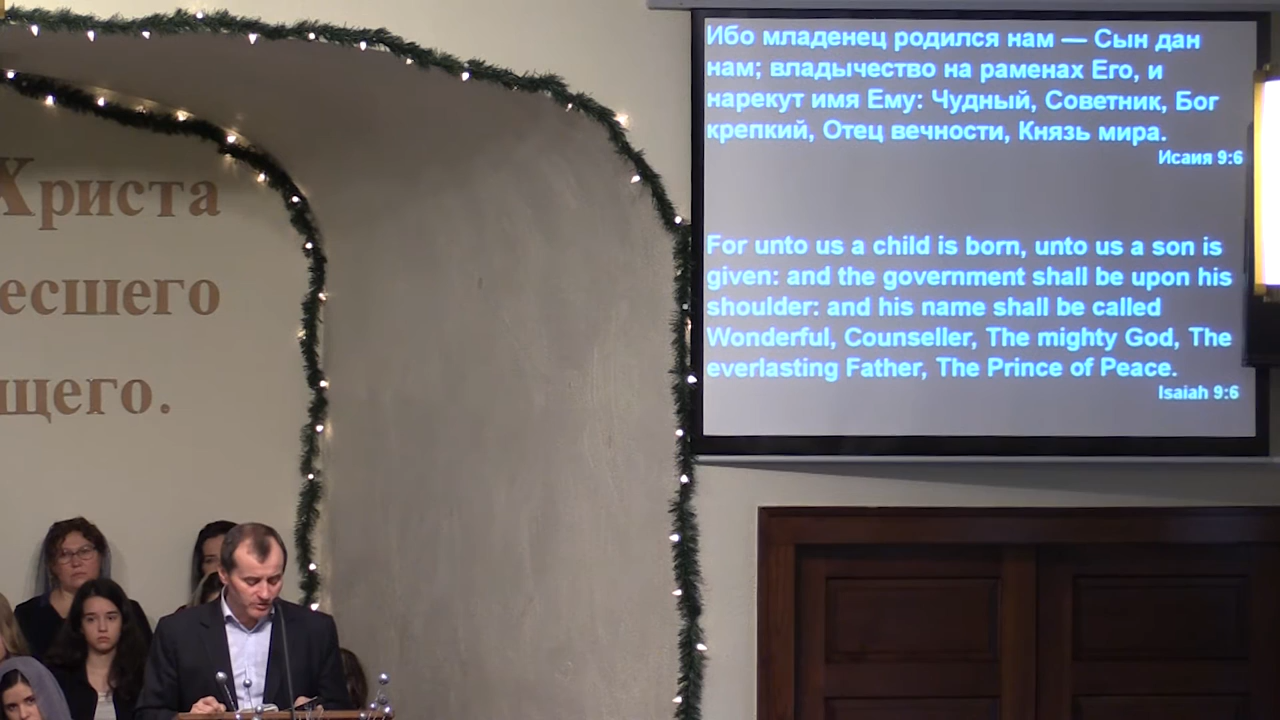 Христа
есшего
щего.
Ибо младенец родился нам — Сын дан
нам; владычество на раменах Его, и
нарекут имя Ему: Чудный, Советник, Бог
крепкий, Отец вечности, Князь мира.
Исаия 9:6
For unto us a child is born, unto us a son is
given: and the government shall be upon his
shoulder: and his name shall be called
Wonderful, Counseller, The mighty God, The
everlasting Father, The Prince of Peace.
Isaiah 9:6